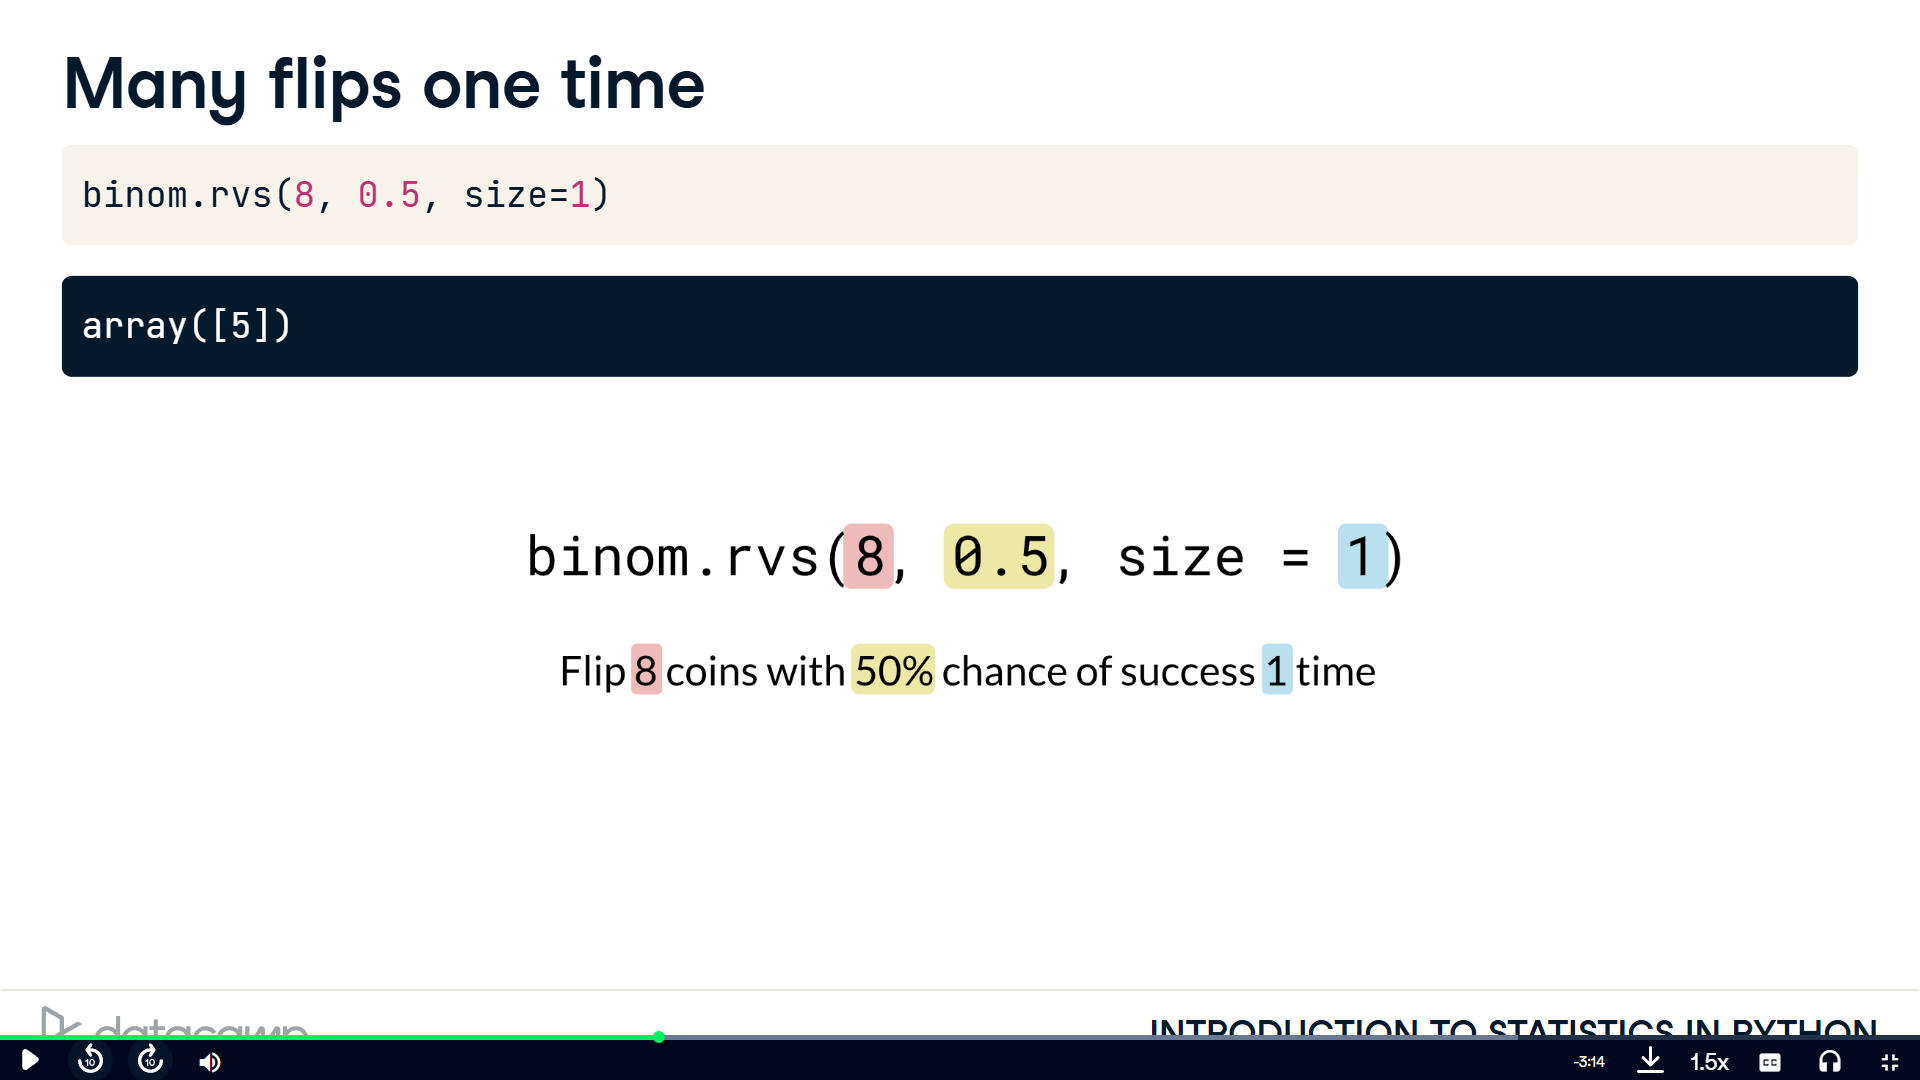 Many flips one time
binom.rvs(8, 0.5, size=1)
array([5])
binom.rvs(8, 0.5, size = 1)
Flip 8 coins with 50% chance of success 1 time
datacamp
INTRODUCTION TO STATISTICS IN PYTHON
10
10
-3:14
1.5x
CC